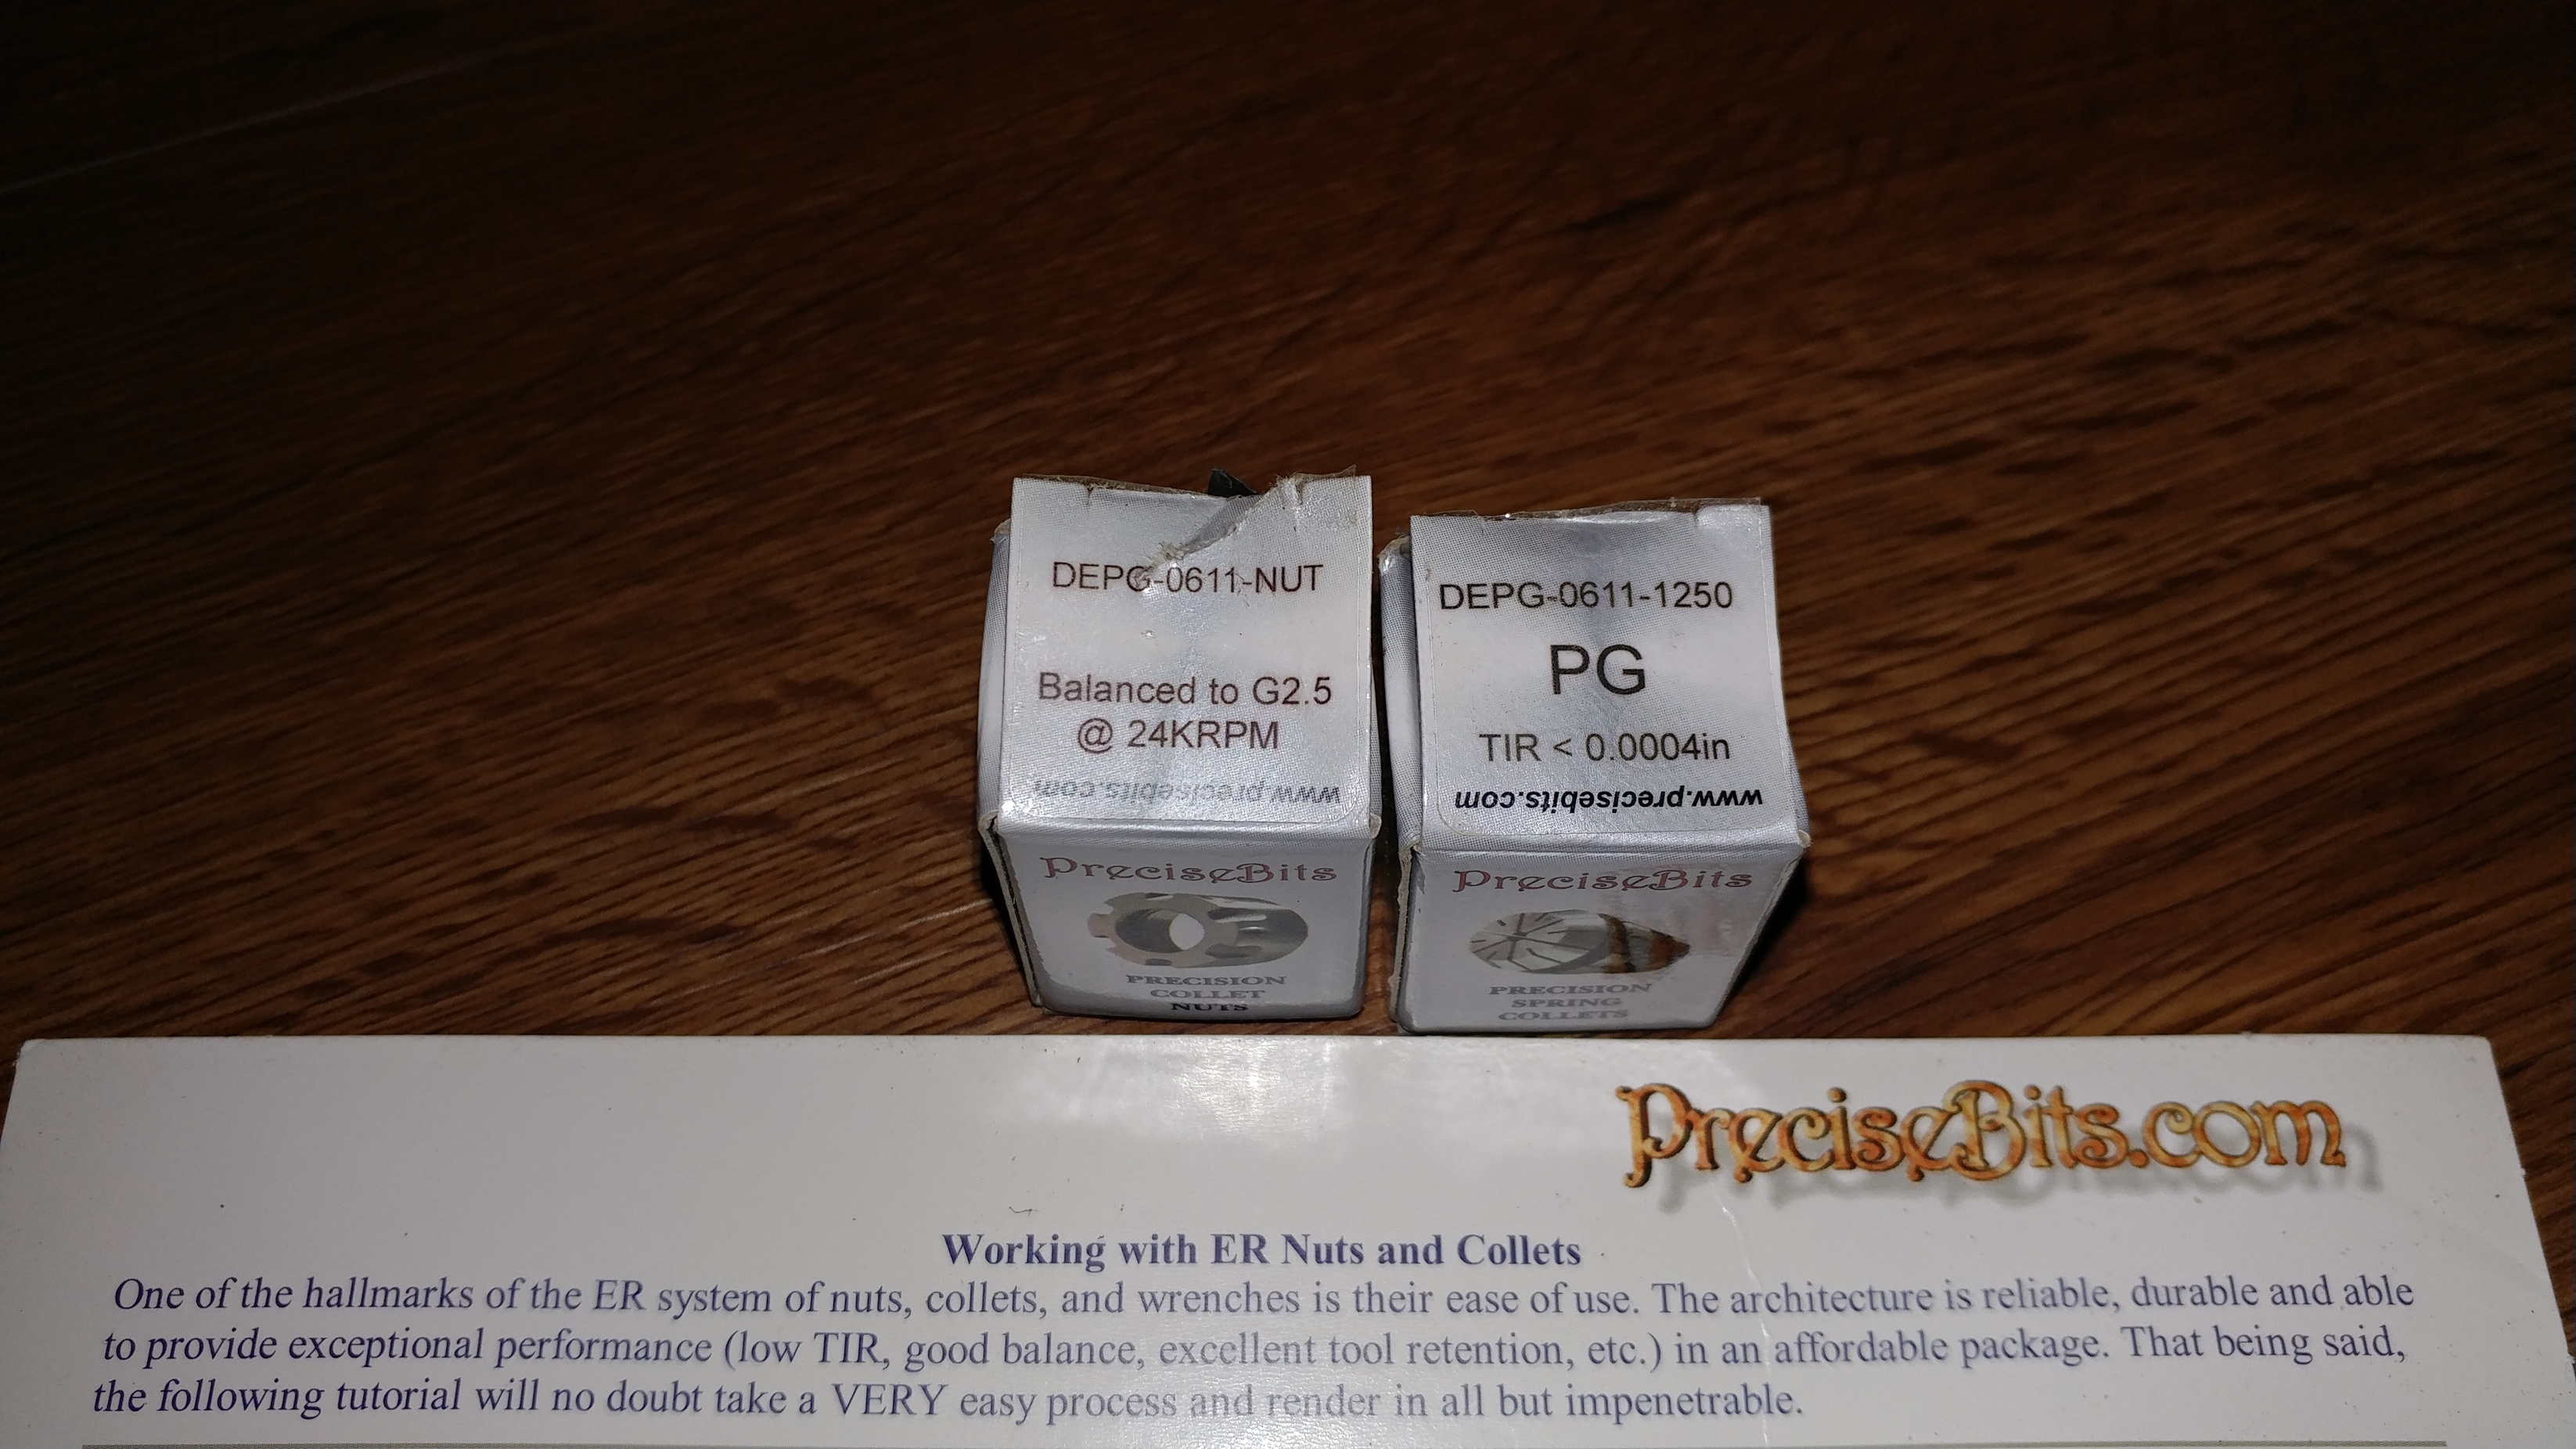 DEPG-0611-NUT
Balanced to G2.5
@ 24KRPM
www.precisebits.com
PreciseBits
PRECISION
COLLET
NUTS
DEPG-0611-1250
PG
TIR < 0.0004in
www.precisebits.com
PreciseBits
PRECISION
SPRING
COLLETS
PreciseBits.com
Working with ER Nuts and Collets
One of the hallmarks of the ER system of nuts, collets, and wrenches is their ease of use. The architecture is reliable, durable and able
to provide exceptional performance (low TIR, good balance, excellent tool retention, etc.) in an affordable package. That being said,
the following tutorial will no doubt take a VERY easy process and render in all but impenetrable.